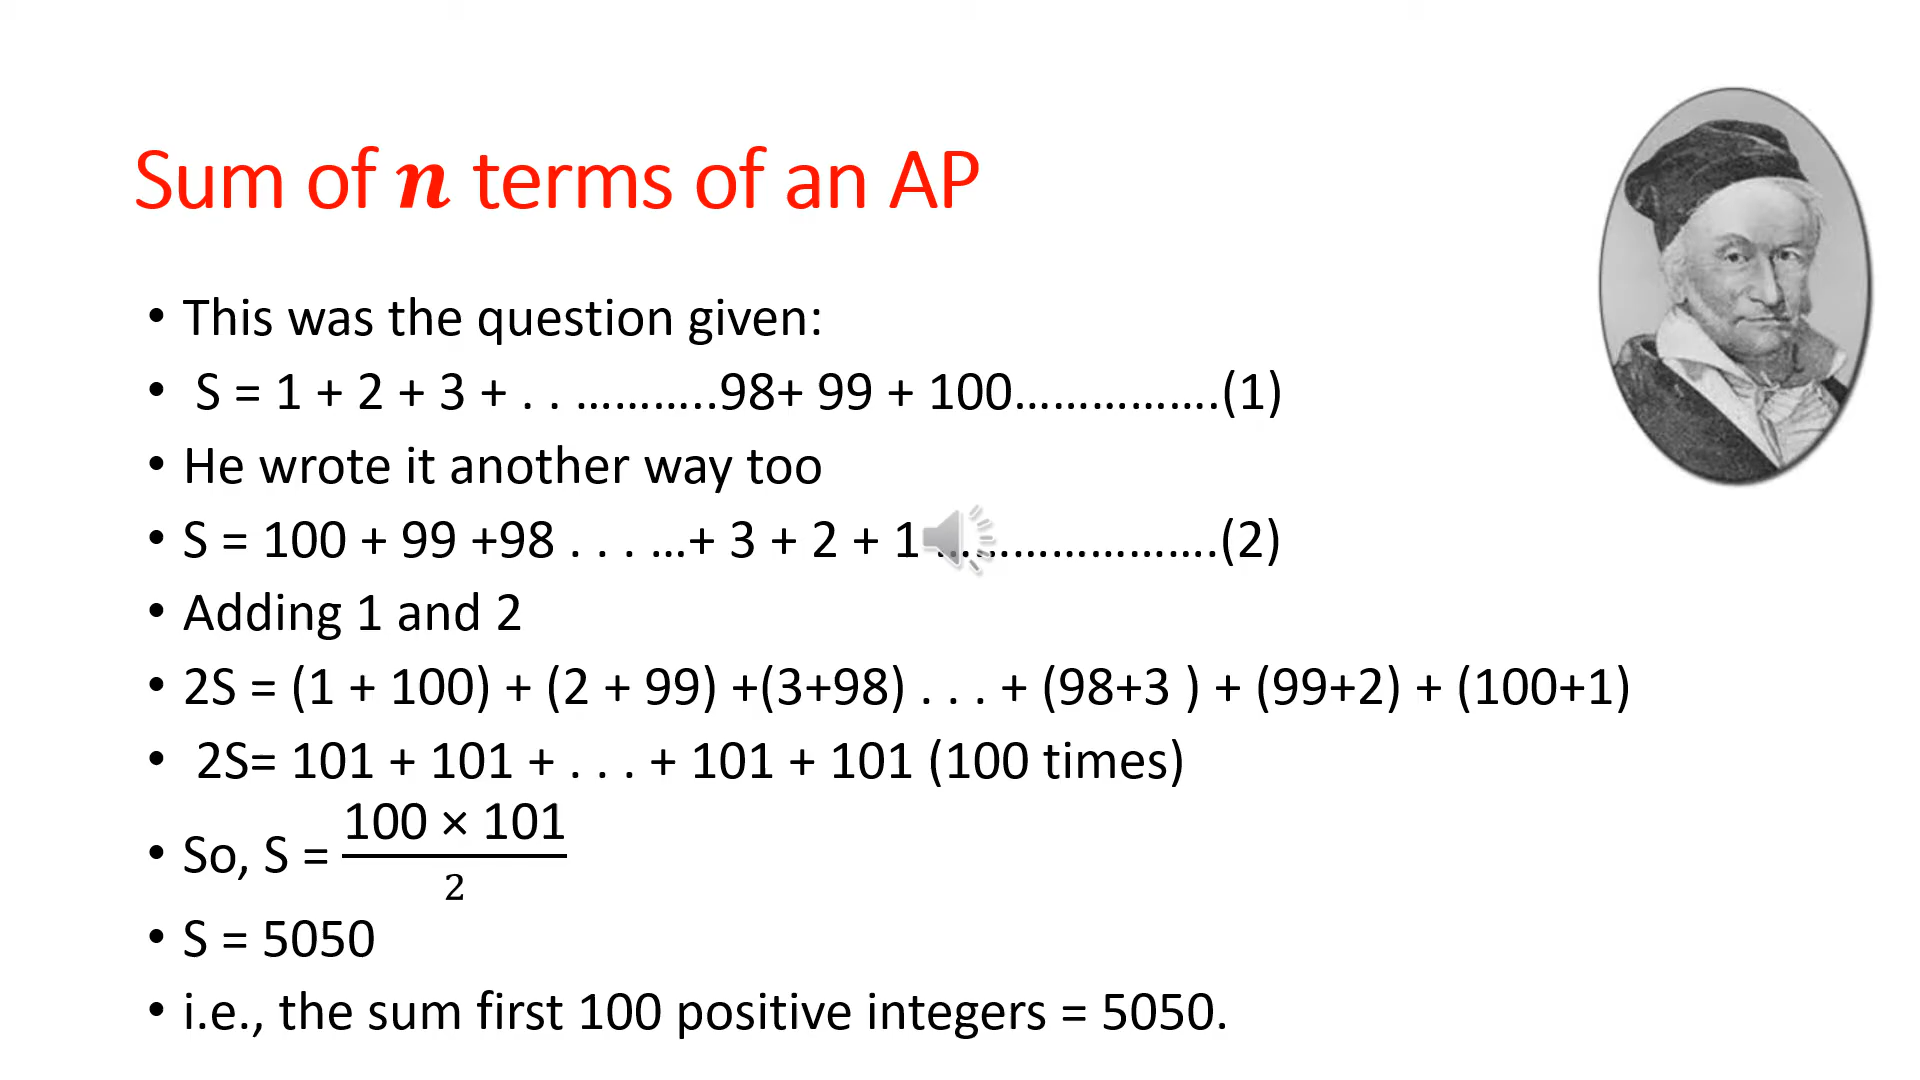 Sum of n terms of an AP
• This was the question given:
• S = 1 + 2 + 3 + . . ………..98+ 99 + 100…………….(1)
• He wrote it another way too
• S = 100 + 99 +98 . . . …+ 3 + 2 + 1 ………………….(2)
• Adding 1 and 2
• 2S = (1 + 100) + (2 + 99) +(3+98) . . . + (98+3 ) + (99+2) + (100+1)
• 2S= 101 + 101 + . . . + 101 + 101 (100 times)
• So, S = 100 × 101 / 2
• S = 5050
• i.e., the sum first 100 positive integers = 5050.